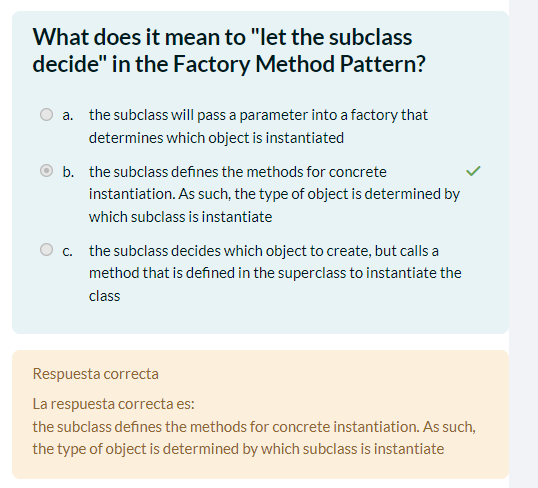 What does it mean to "let the subclass
decide" in the Factory Method Pattern?
a. the subclass will pass a parameter into a factory that
determines which object is instantiated
b. the subclass defines the methods for concrete
instantiation. As such, the type of object is determined by
which subclass is instantiate
c. the subclass decides which object to create, but calls a
method that is defined in the superclass to instantiate the
class
Respuesta correcta
La respuesta correcta es:
the subclass defines the methods for concrete instantiation. As such,
the type of object is determined by which subclass is instantiate